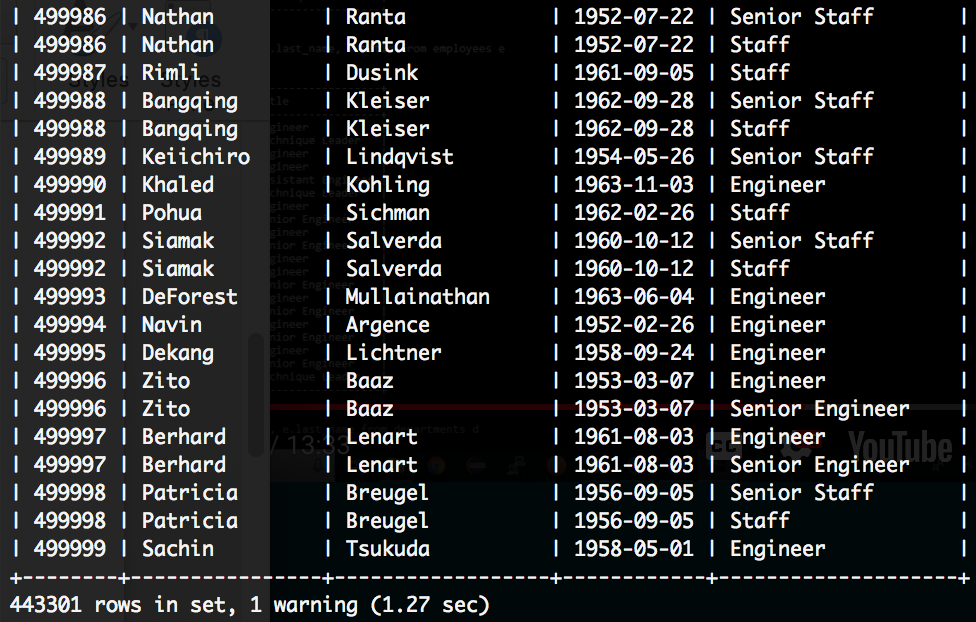 | 499986 | Nathan | Ranta | 1952-07-22 | Senior Staff |
| 499986 | Nathan | Ranta | 1952-07-22 | Staff |
| 499987 | Rimli | Dusink | 1961-09-05 | Staff |
| 499988 | Bangqing | Kleiser | 1962-09-28 | Senior Staff |
| 499988 | Bangqing | Kleiser | 1962-09-28 | Staff |
| 499989 | Keiichiro | Lindqvist | 1954-05-26 | Senior Staff |
| 499990 | Khaled | Kohling | 1963-11-03 | Engineer |
| 499991 | Pohua | Sichman | 1962-02-26 | Staff |
| 499992 | Siamak | Salverda | 1960-10-12 | Senior Staff |
| 499992 | Siamak | Salverda | 1960-10-12 | Staff |
| 499993 | DeForest | Mullainathan | 1963-06-04 | Engineer |
| 499994 | Navin | Argence | 1952-02-26 | Engineer |
| 499995 | Dekang | Lichtner | 1958-09-24 | Engineer |
| 499996 | Zito | Baaz | 1953-03-07 | Engineer |
| 499996 | Zito | Baaz | 1953-03-07 | Senior Engineer |
| 499997 | Berhard | Lenart | 1961-08-03 | Engineer |
| 499997 | Berhard | Lenart | 1961-08-03 | Senior Engineer |
| 499998 | Patricia | Breugel | 1956-09-05 | Senior Staff |
| 499998 | Patricia | Breugel | 1956-09-05 | Staff |
| 499999 | Sachin | Tsukuda | 1958-05-01 | Engineer |
+--------+----------------+------------------+------------+--------------------+
443301 rows in set, 1 warning (1.27 sec)
Styles
Styles
/ 13:33
CC
YouTube